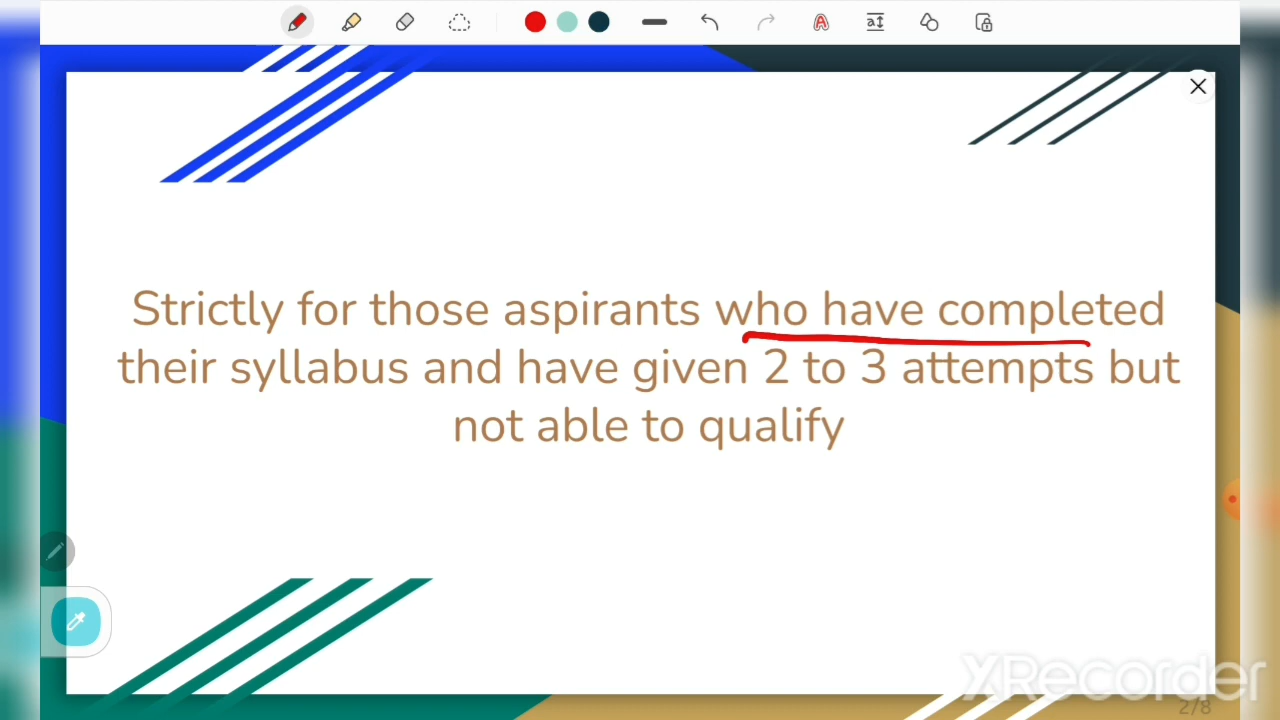 Strictly for those aspirants who have completed
their syllabus and have given 2 to 3 attempts but
not able to qualify
XRecorder
2/8